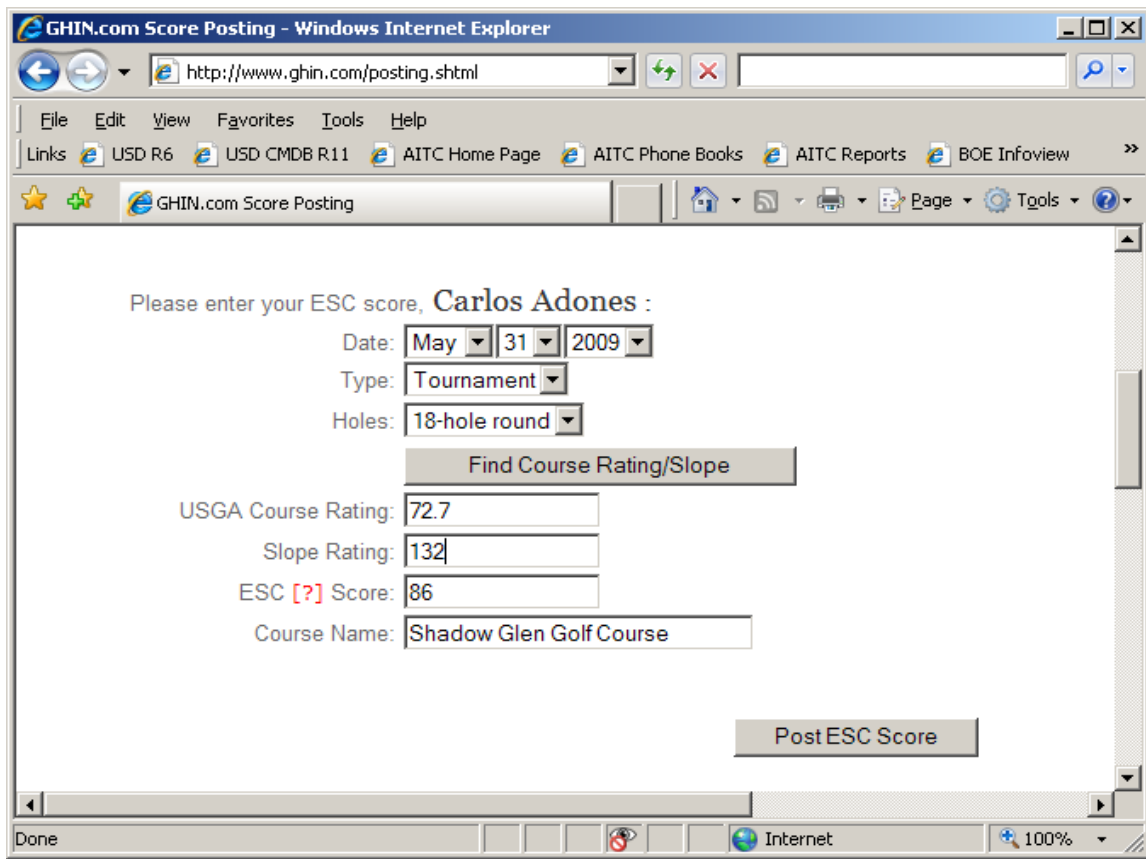 GHIN.com Score Posting - Windows Internet Explorer
http://www.ghin.com/posting.shtml
File Edit View Favorites Tools Help
Links USD R6 USD CMDB R11 AITC Home Page AITC Phone Books AITC Reports BOE Infoview »
GHIN.com Score Posting Page Tools
Please enter your ESC score, Carlos Adones :
Date: May 31 2009
Type: Tournament
Holes: 18-hole round
Find Course Rating/Slope
USGA Course Rating: 72.7
Slope Rating: 132
ESC [?] Score: 86
Course Name: Shadow Glen Golf Course
Post ESC Score
Done Internet 100%